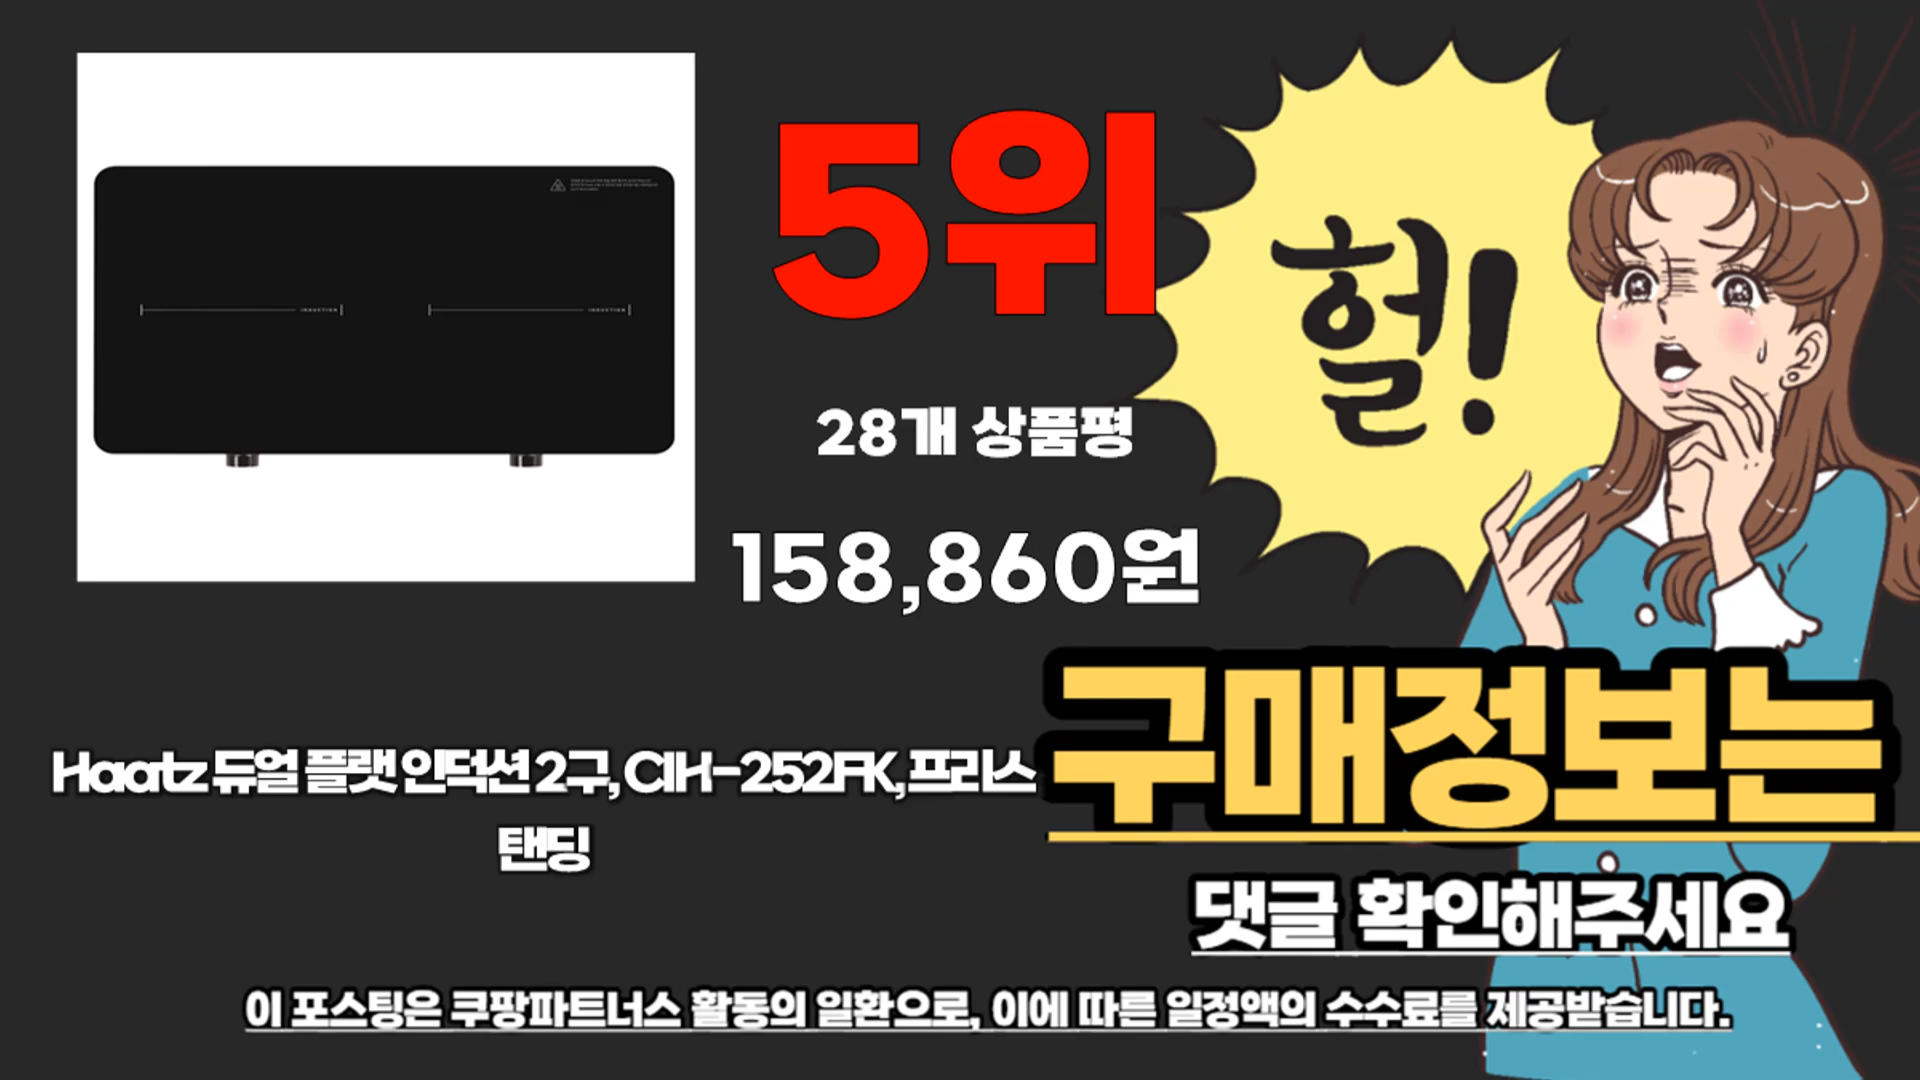 5위
헐!
28개 상품평
158,860원
INDUCTION
INDUCTION
Haatz 듀얼 플랫 인덕션 2구, CIH-252FK, 프리스
탠딩
구매정보는
댓글 확인해주세요
이 포스팅은 쿠팡파트너스 활동의 일환으로, 이에 따른 일정액의 수수료를 제공받습니다.